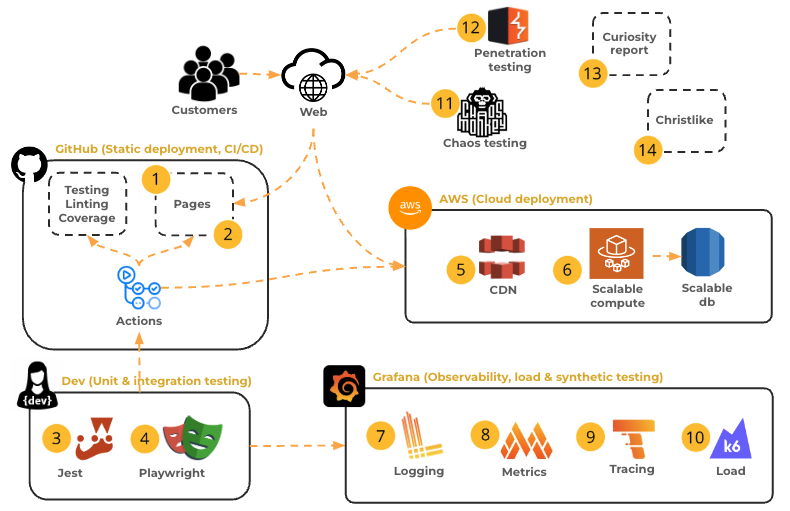 12
Penetration
testing
Curiosity
report
13
Customers
Web
11
Chaos testing
Christlike
14
GitHub (Static deployment, CI/CD)
Testing
Linting
Coverage
1
Pages
2
Actions
aws
AWS (Cloud deployment)
5
CDN
6
Scalable
compute
Scalable
db
{dev}
Dev (Unit & integration testing)
3
Jest
4
Playwright
Grafana (Observability, load & synthetic testing)
7
Logging
8
Metrics
9
Tracing
10
k6
Load